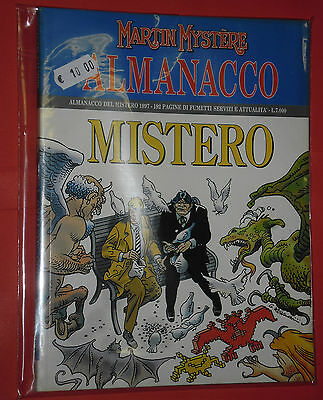 MARTIN MYSTÈRE
€ 10.00
ALMANACCO
ALMANACCO DEL MISTERO 1997 - 192 PAGINE DI FUMETTI SERVIZI E ATTUALITA' - L.7.000
MISTERO